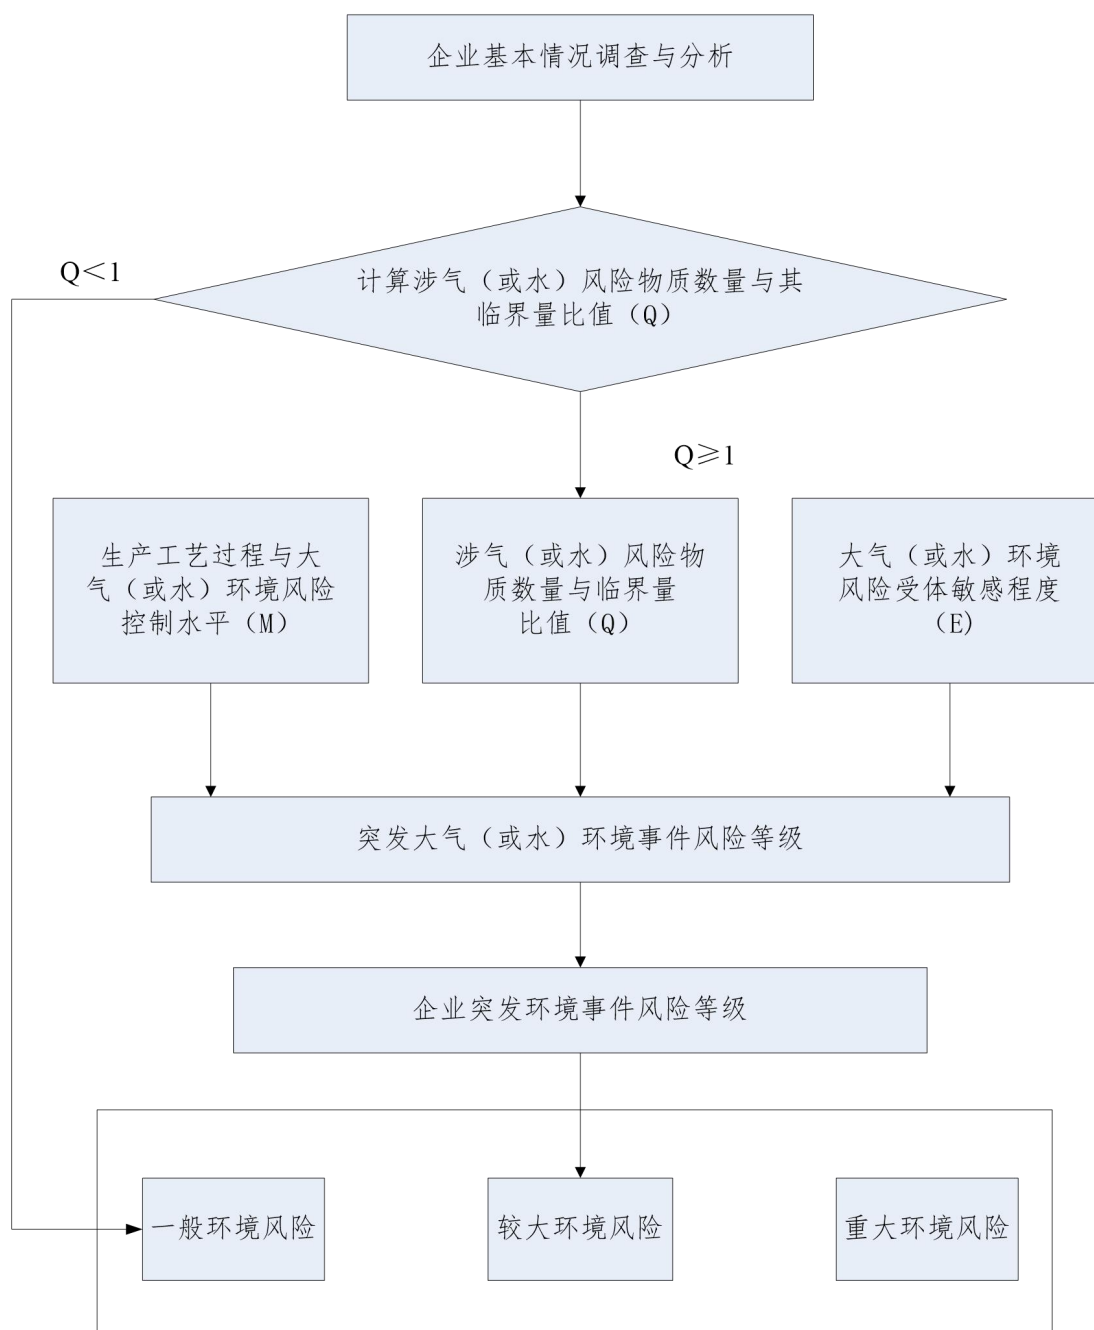 企业基本情况调查与分析
Q＜1
计算涉气（或水）风险物质数量与其
临界量比值（Q）
Q≥1
生产工艺过程与大
气（或水）环境风险
控制水平（M）
涉气（或水）风险物
质数量与临界量
比值（Q）
大气（或水）环境
风险受体敏感程度
（E）
突发大气（或水）环境事件风险等级
企业突发环境事件风险等级
一般环境风险
较大环境风险
重大环境风险